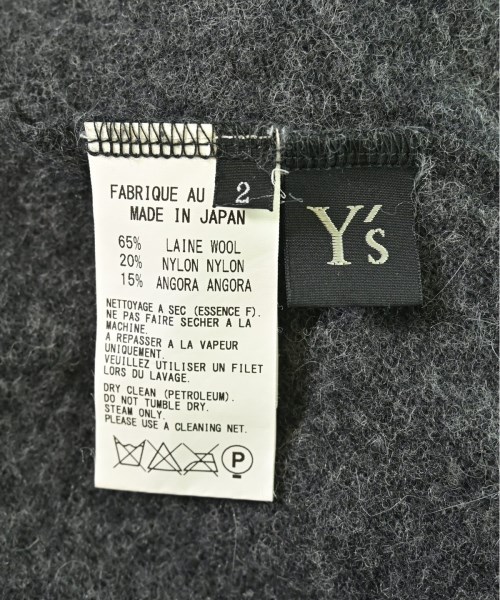 FABRIQUE AU
2
Y's
MADE IN JAPAN
65% LAINE WOOL
20% NYLON NYLON
15% ANGORA ANGORA
NETTOYAGE A SEC (ESSENCE F).
NE PAS FAIRE SECHER A LA
MACHINE.
A REPASSER A LA VAPEUR
UNIQUEMENT.
VEUILLEZ UTILISER UN FILET
LORS DU LAVAGE.
DRY CLEAN (PETROLEUM).
DO NOT TUMBLE DRY.
STEAM ONLY.
PLEASE USE A CLEANING NET.
P